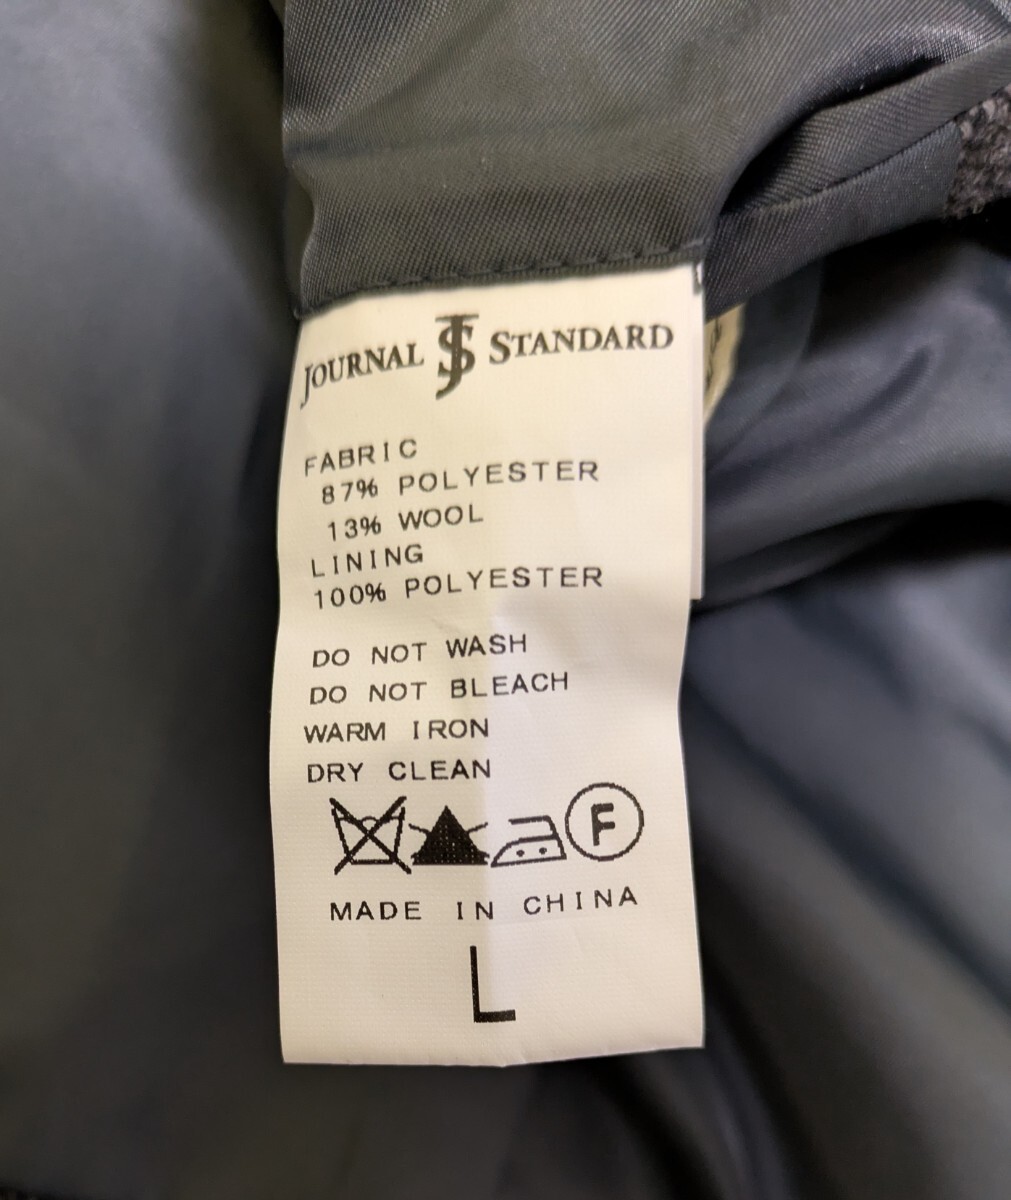 JOURNAL JS STANDARD
FABRIC
87% POLYESTER
13% WOOL
LINING
100% POLYESTER
DO NOT WASH
DO NOT BLEACH
WARM IRON
DRY CLEAN
F
MADE IN CHINA
L